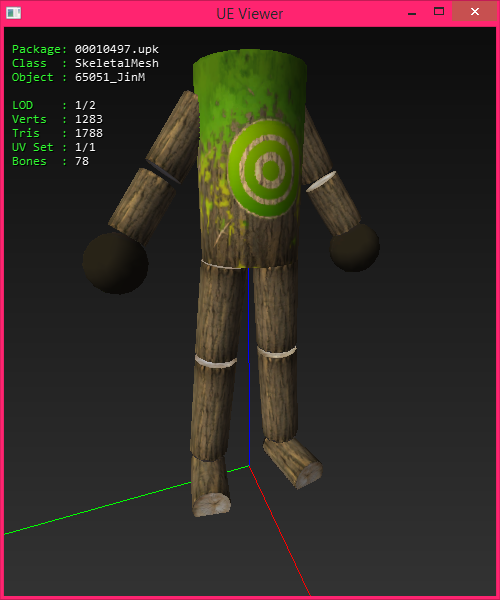 UE Viewer
Package: 00010497.upk
Class  : SkeletalMesh
Object : 65051_JinM
LOD    : 1/2
Verts  : 1283
Tris   : 1788
UV Set : 1/1
Bones  : 78